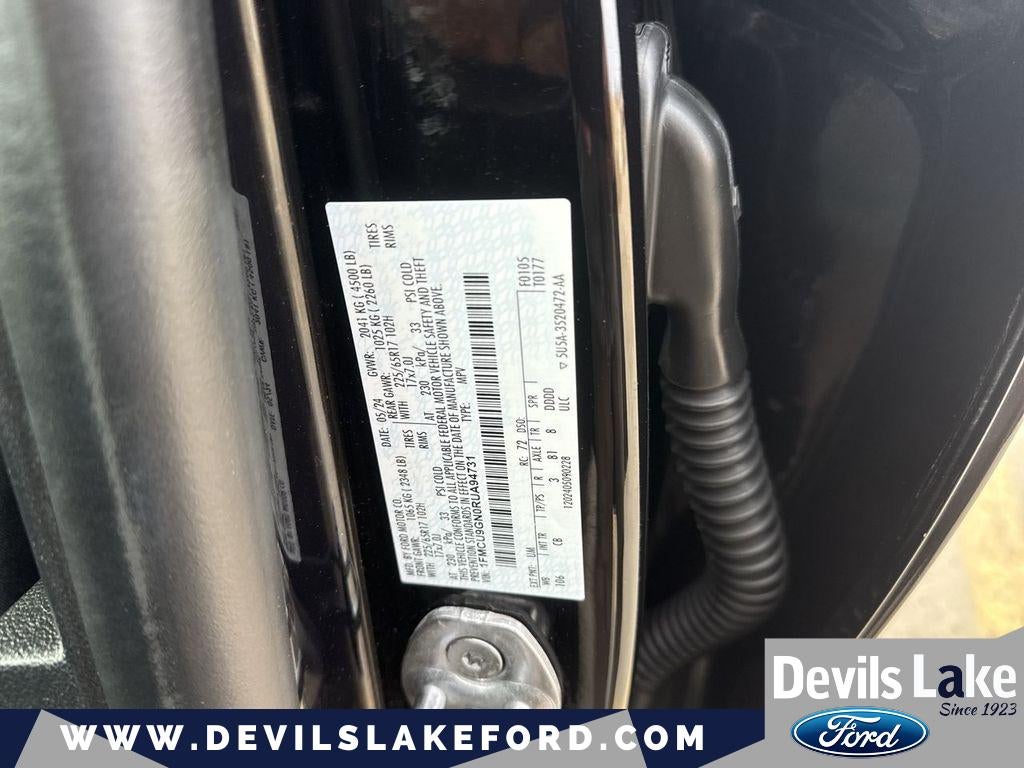 MFD. BY FORD MOTOR CO.
DATE: 05/24 GVWR: 2041 KG ( 4500 LB)
FRONT GAWR: 1065 KG ( 2348 LB)
REAR GAWR: 1025 KG ( 2260 LB)
WITH 225/65R17 102H TIRES
WITH 225/65R17 102H TIRES
17x7.0J RIMS
17x7.0J RIMS
AT 230 kPa/ 33 PSI COLD
AT 230 kPa/ 33 PSI COLD
THIS VEHICLE CONFORMS TO ALL APPLICABLE FEDERAL MOTOR VEHICLE SAFETY AND THEFT
PREVENTION STANDARDS IN EFFECT ON THE DATE OF MANUFACTURE SHOWN ABOVE.
VIN: 1FMCU9GN0RUA94731
TYPE: MPV
F0105
T0177
EXT PNT: UM RC: 72 DSO:
WB INT TR TP/PS R AXLE TR SPR
106 CB 3 81 8 DDDD
ULC
1202405090228
5U5A-3520472-AA
Devils Lake
Since 1923
Ford
WWW.DEVILSLAKEFORD.COM